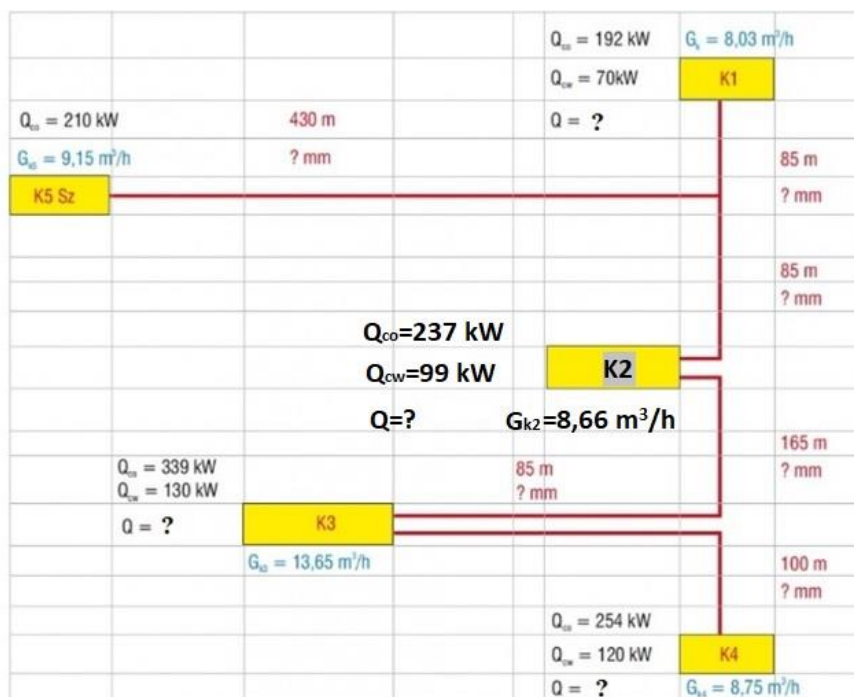 Qco = 192 kW Gk = 8,03 m³/h
Qcw = 70kW K1
Q = ?
Qco = 210 kW 430 m
Gk5 = 9,15 m³/h ? mm
K5 Sz
85 m
? mm
85 m
? mm
Qco=237 kW
Qcw=99 kW K2
Q=? Gk2=8,66 m³/h
165 m
? mm
Qco = 339 kW 85 m
Qcw = 130 kW ? mm
Q = ? K3
Gk3 = 13,65 m³/h
100 m
? mm
Qco = 254 kW
Qcw = 120 kW K4
Q = ? Gk4 = 8,75 m³/h